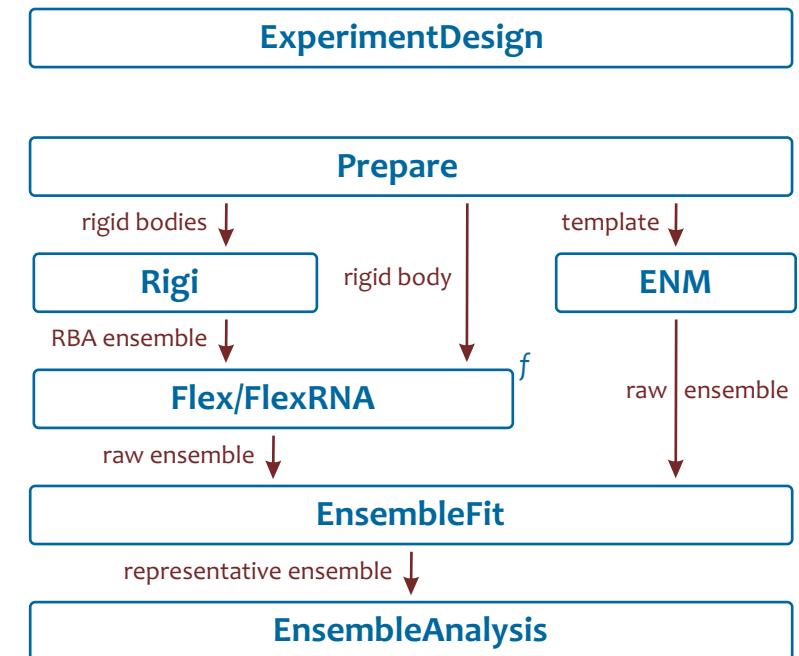 ExperimentDesign
Prepare
rigid bodies
template
Rigi
rigid body
ENM
RBA ensemble
f
Flex/FlexRNA
raw ensemble
raw ensemble
EnsembleFit
representative ensemble
EnsembleAnalysis